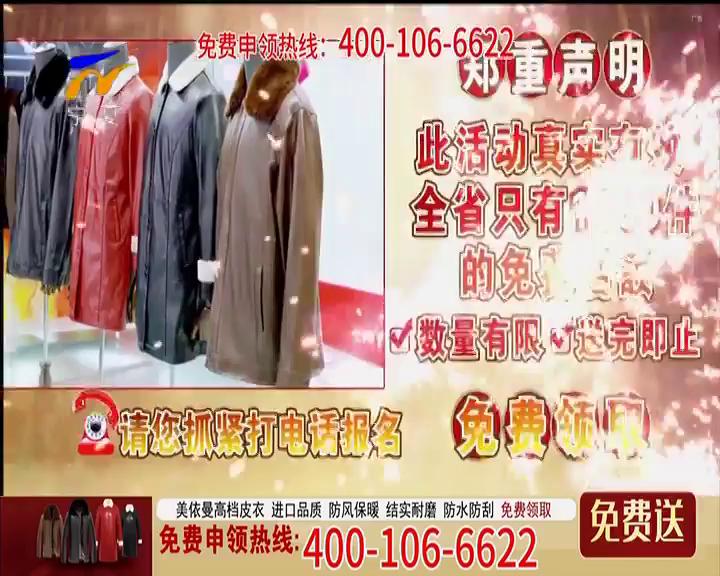 广告
免费申领热线：400-106-6622
郑重声明
此活动真实有
全省只有
的免
数量有限 送完即止
请您抓紧打电话报名
免费领取
美依曼高档皮衣 进口品质 防风保暖 结实耐磨 防水防刮 免费领取
免费申领热线：400-106-6622
免费送